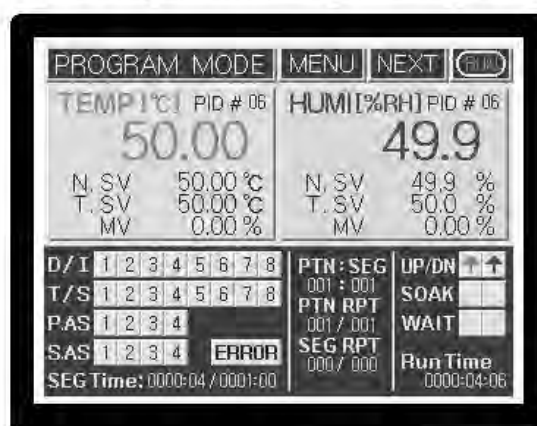 PROGRAM MODE MENU NEXT RUN
TEMP[℃] PID # 06
50.00
N. SV 50.00 ℃
T. SV 50.00 ℃
MV 0.00 %
HUMI[%RH] PID # 06
49.9
N. SV 49.9 %
T. SV 50.0 %
MV 0.00 %
D/I 1 2 3 4 5 6 7 8
T/S 1 2 3 4 5 6 7 8
P.AS 1 2 3 4
S.AS 1 2 3 4 ERROR
SEG Time: 0000:04 / 0001:00
PTN : SEG
001 : 001
PTN RPT
001 / 001
SEG RPT
000 / 000
UP/DN ↑ ↑
SOAK
WAIT
Run Time
0000:04:06